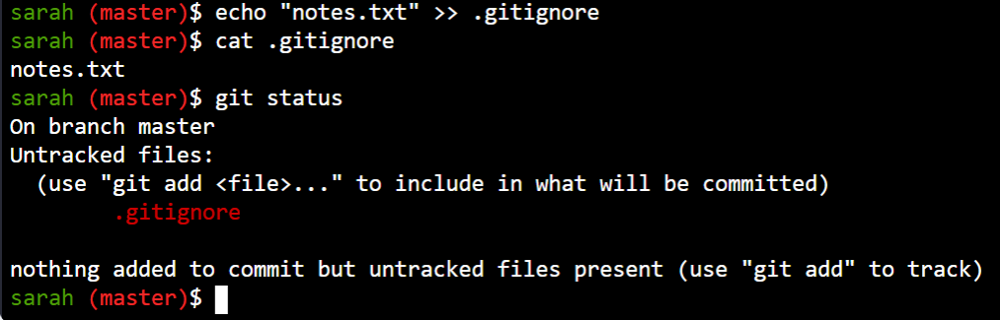 sarah (master)$ echo "notes.txt" >> .gitignore
sarah (master)$ cat .gitignore
notes.txt
sarah (master)$ git status
On branch master
Untracked files:
  (use "git add <file>..." to include in what will be committed)
        .gitignore

nothing added to commit but untracked files present (use "git add" to track)
sarah (master)$